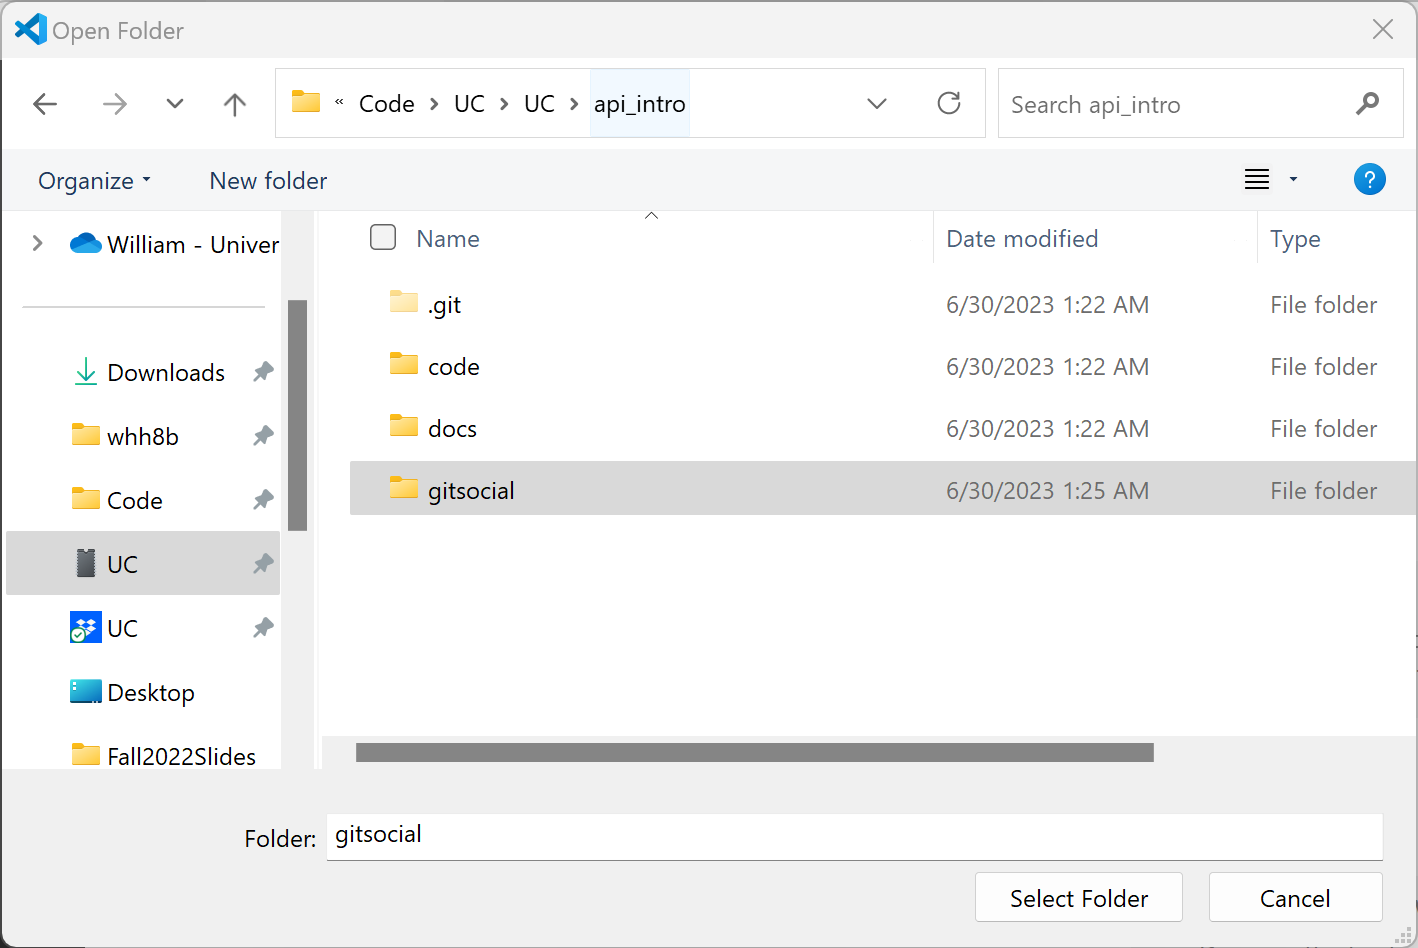 Open Folder
« Code > UC > UC > api_intro
Search api_intro
Organize
New folder
?
William - Univer
Downloads
whh8b
Code
UC
UC
Desktop
Fall2022Slides
Name Date modified Type
.git 6/30/2023 1:22 AM File folder
code 6/30/2023 1:22 AM File folder
docs 6/30/2023 1:22 AM File folder
gitsocial 6/30/2023 1:25 AM File folder
Folder: gitsocial
Select Folder
Cancel